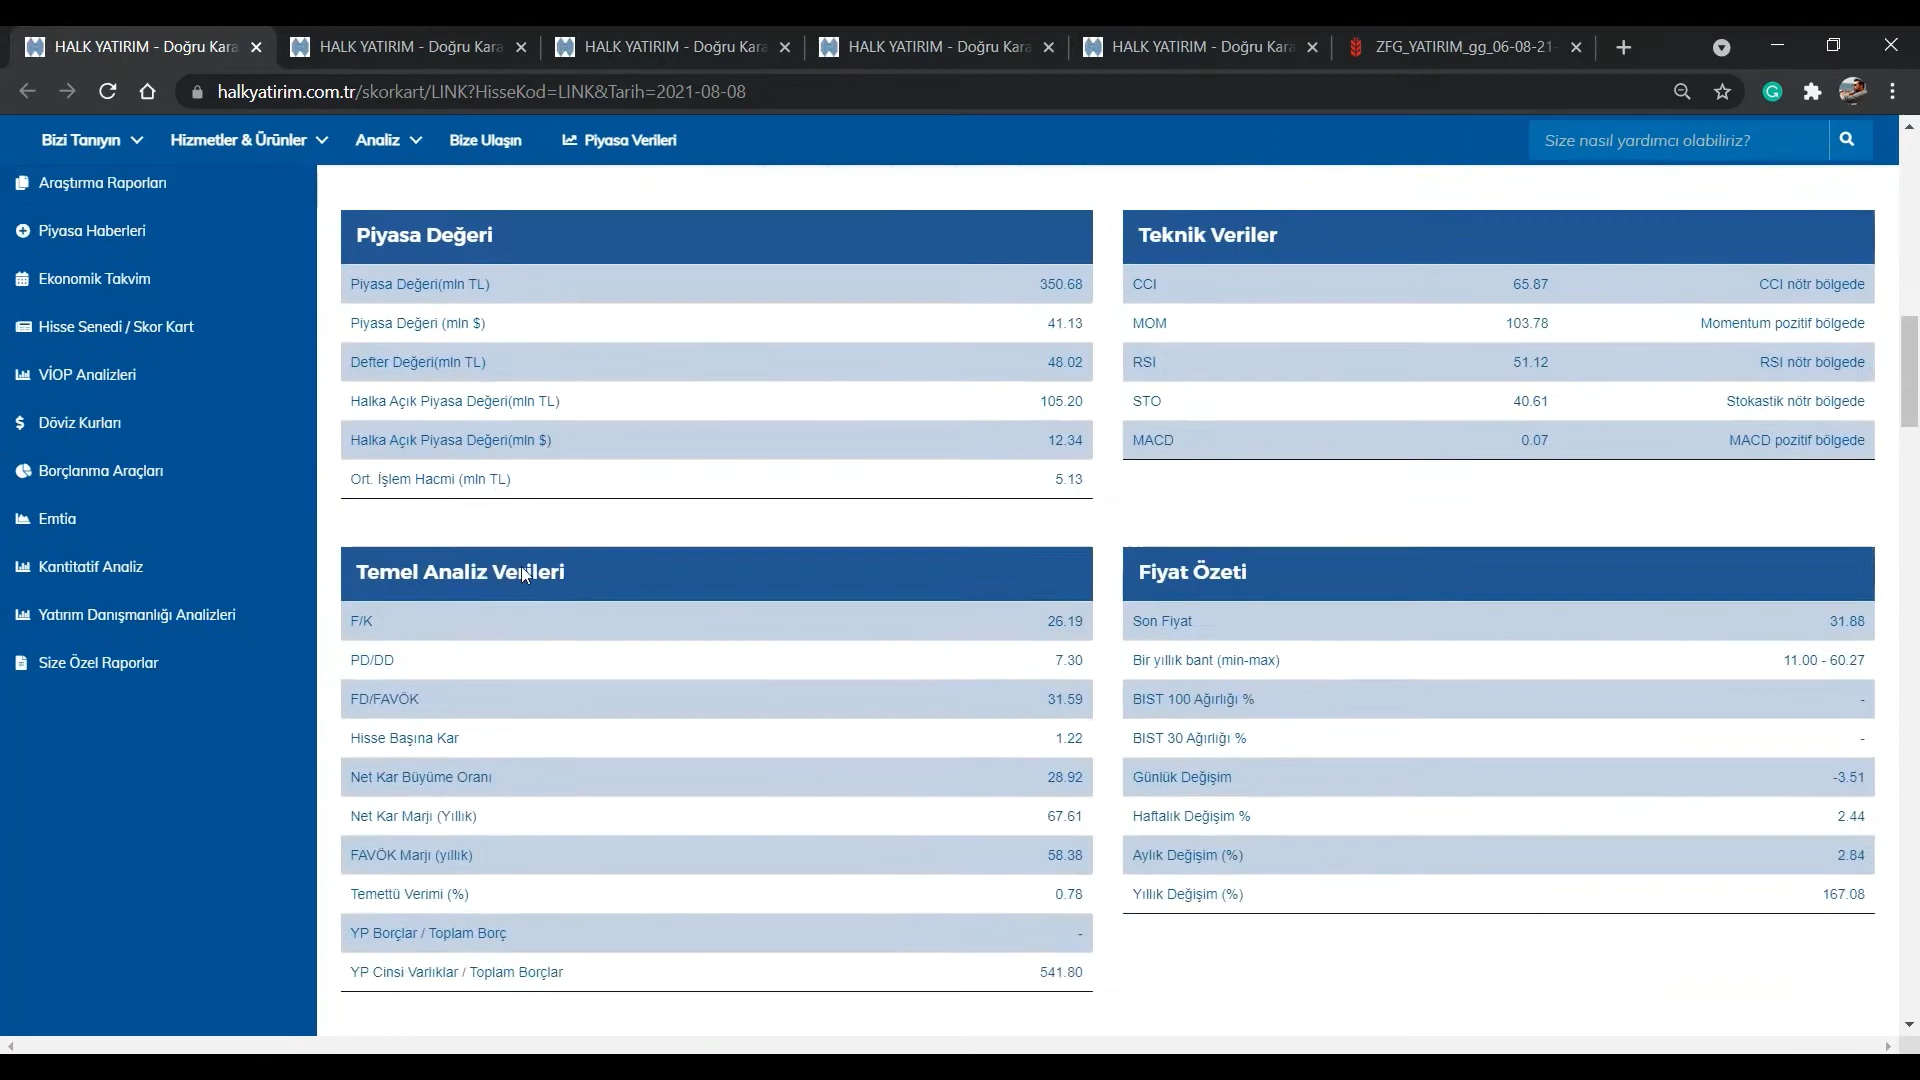 HALK YATIRIM - Doğru Kara
HALK YATIRIM - Doğru Kara
HALK YATIRIM - Doğru Kara
HALK YATIRIM - Doğru Kara
HALK YATIRIM - Doğru Kara
ZFG_YATIRIM_gg_06-08-21-
halkyatirim.com.tr/skorkart/LINK?HisseKod=LINK&Tarih=2021-08-08
Bizi Tanıyın
Hizmetler & Ürünler
Analiz
Bize Ulaşın
Piyasa Verileri
Size nasıl yardımcı olabiliriz?
Araştırma Raporları
Piyasa Haberleri
Ekonomik Takvim
Hisse Senedi / Skor Kart
VİOP Analizleri
Döviz Kurları
Borçlanma Araçları
Emtia
Kantitatif Analiz
Yatırım Danışmanlığı Analizleri
Size Özel Raporlar
Piyasa Değeri
Piyasa Değeri(mln TL) 350.68
Piyasa Değeri (mln $) 41.13
Defter Değeri(mln TL) 48.02
Halka Açık Piyasa Değeri(mln TL) 105.20
Halka Açık Piyasa Değeri(mln $) 12.34
Ort. İşlem Hacmi (mln TL) 5.13
Teknik Veriler
CCI 65.87 CCI nötr bölgede
MOM 103.78 Momentum pozitif bölgede
RSI 51.12 RSI nötr bölgede
STO 40.61 Stokastik nötr bölgede
MACD 0.07 MACD pozitif bölgede
Temel Analiz Verileri
F/K 26.19
PD/DD 7.30
FD/FAVÖK 31.59
Hisse Başına Kar 1.22
Net Kar Büyüme Oranı 28.92
Net Kar Marjı (Yıllık) 67.61
FAVÖK Marjı (yıllık) 58.38
Temettü Verimi (%) 0.78
YP Borçlar / Toplam Borç -
YP Cinsi Varlıklar / Toplam Borçlar 541.80
Fiyat Özeti
Son Fiyat 31.88
Bir yıllık bant (min-max) 11.00 - 60.27
BIST 100 Ağırlığı % -
BIST 30 Ağırlığı % -
Günlük Değişim -3.51
Haftalık Değişim % 2.44
Aylık Değişim (%) 2.84
Yıllık Değişim (%) 167.08